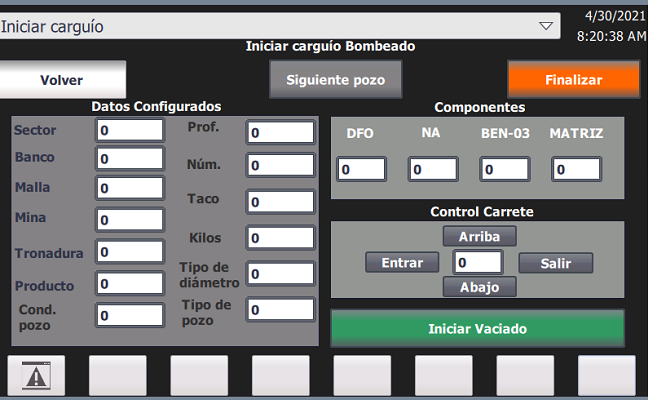 Iniciar carguío
4/30/2021
8:20:38 AM
Iniciar carguío Bombeado
Volver
Siguiente pozo
Finalizar
Datos Configurados
Sector 0
Banco 0
Malla 0
Mina 0
Tronadura 0
Producto 0
Cond.
pozo 0
Prof. 0
Núm. 0
Taco 0
Kilos 0
Tipo de
diámetro 0
Tipo de
pozo 0
Componentes
DFO NA BEN-03 MATRIZ
0 0 0 0
Control Carrete
Arriba
Entrar 0 Salir
Abajo
Iniciar Vaciado